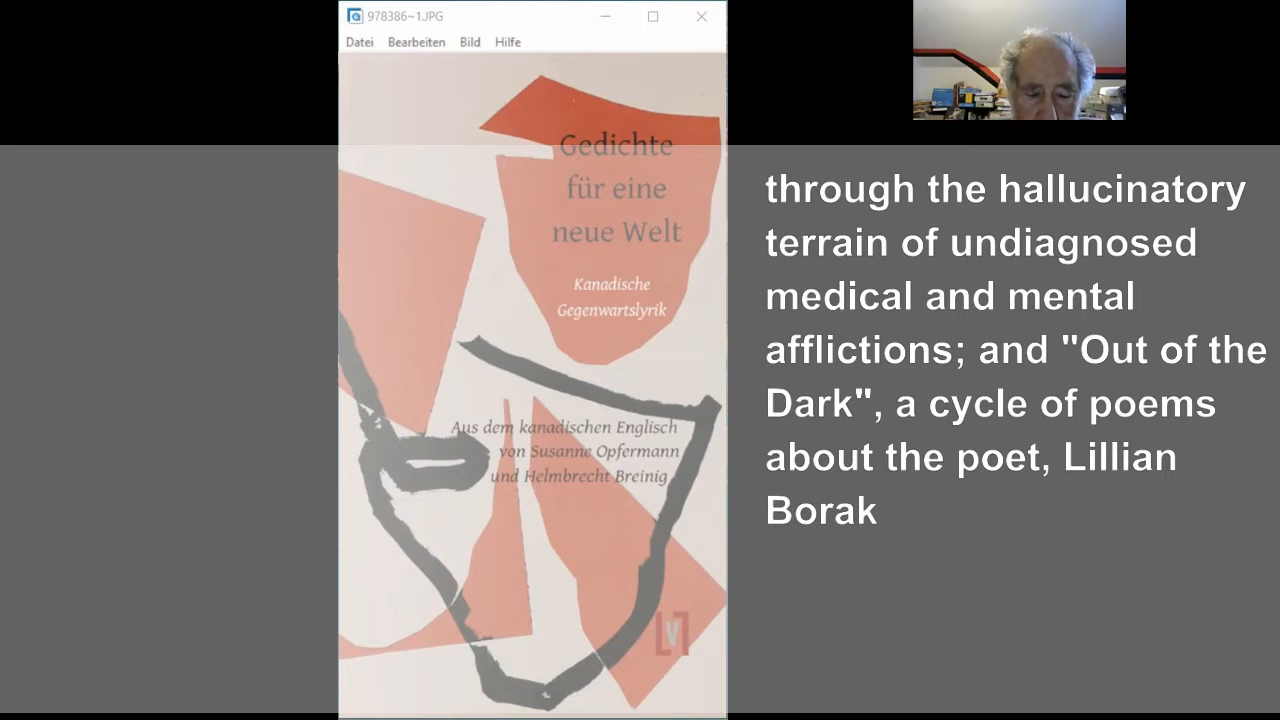 978386~1.JPG
Datei Bearbeiten Bild Hilfe
Gedichte
für eine
neue Welt
Kanadische
Gegenwartslyrik
Aus dem kanadischen Englisch
von Susanne Opfermann
und Helmbrecht Breinig
through the hallucinatory
terrain of undiagnosed
medical and mental
afflictions; and "Out of the
Dark", a cycle of poems
about the poet, Lillian
Borak